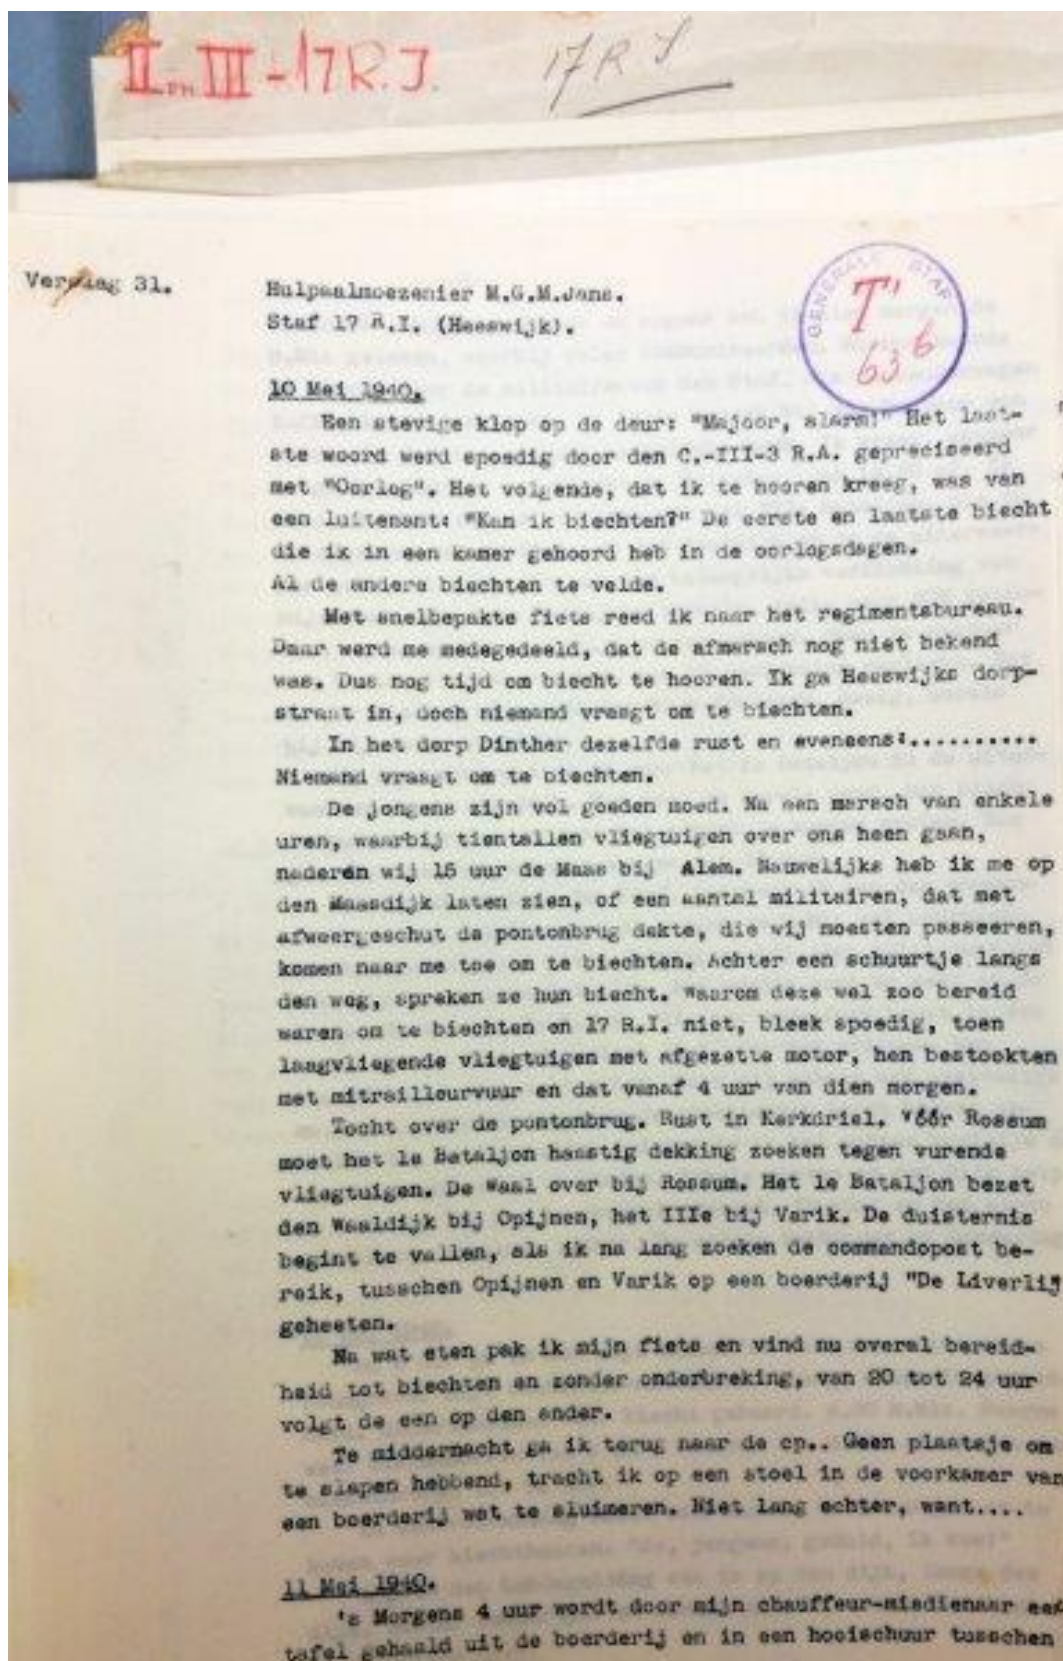 II en III - 17 R.I.
17 R I
GENERALE STAF
T'
63 6
Verslag 31.
Hulpaalmoezenier M.G.M.Jans.
Staf 17 R.I. (Heeswijk).
10 Mei 1940.
Een stevige klop op de deur: "Majoor, alarm!" Het laat-
ste woord werd spoedig door den C.-III-3 R.A. gepreciseerd
met "Oorlog". Het volgende, dat ik te hooren kreeg, was van
een luitenant: "Kan ik biechten?" De eerste en laatste biecht
die ik in een kamer gehoord heb in de oorlogsdagen.
Al de andere biechten te velde.
Met snelbepakte fiets reed ik naar het regimentsbureau.
Daar werd me medegedeeld, dat de afmarsch nog niet bekend
was. Dus nog tijd om biecht te hooren. Ik ga Heeswijks dorp-
straat in, doch niemand vraagt om te biechten.
In het dorp Dinther dezelfde rust en eveneens:..........
Niemand vraagt om te biechten.
De jongens zijn vol goeden moed. Na een marsch van enkele
uren, waarbij tientallen vliegtuigen over ons heen gaan,
naderen wij 15 uur de Maas bij Alem. Nauwelijks heb ik me op
den Maasdijk laten zien, of een aantal militairen, dat met
afweergeschut de pontonbrug dekte, die wij moesten passeeren,
komen naar me toe om te biechten. Achter een schuurtje langs
den weg, spreken ze hun biecht. Waarom deze wel zoo bereid
waren om te biechten en 17 R.I. niet, bleek spoedig, toen
laagvliegende vliegtuigen met afgezette motor, hen bestookten
met mitrailleurvuur en dat vanaf 4 uur van dien morgen.
Tocht over de pontonbrug. Rust in Kerkdriel. Vóór Rossum
moet het 1e Bataljon haastig dekking zoeken tegen vurende
vliegtuigen. De Waal over bij Rossum. Het 1e Bataljon bezet
den Waaldijk bij Opijnen, het IIIe bij Varik. De duisternis
begint te vallen, als ik na lang zoeken de commandopost be-
reik, tusschen Opijnen en Varik op een boerderij "De Liverlij
geheeten.
Na wat eten pak ik mijn fiets en vind nu overal bereid-
heid tot biechten en zonder onderbreking, van 20 tot 24 uur
volgt de een op den ander.
Te middernacht ga ik terug naar de cp.. Geen plaatsje om
te slapen hebbend, tracht ik op een stoel in de voorkamer van
een boerderij wat te sluimeren. Niet lang echter, want....
11 Mei 1940.
's Morgens 4 uur wordt door mijn chauffeur-misdienaar een
tafel gehaald uit de boerderij en in een hooischuur tusschen